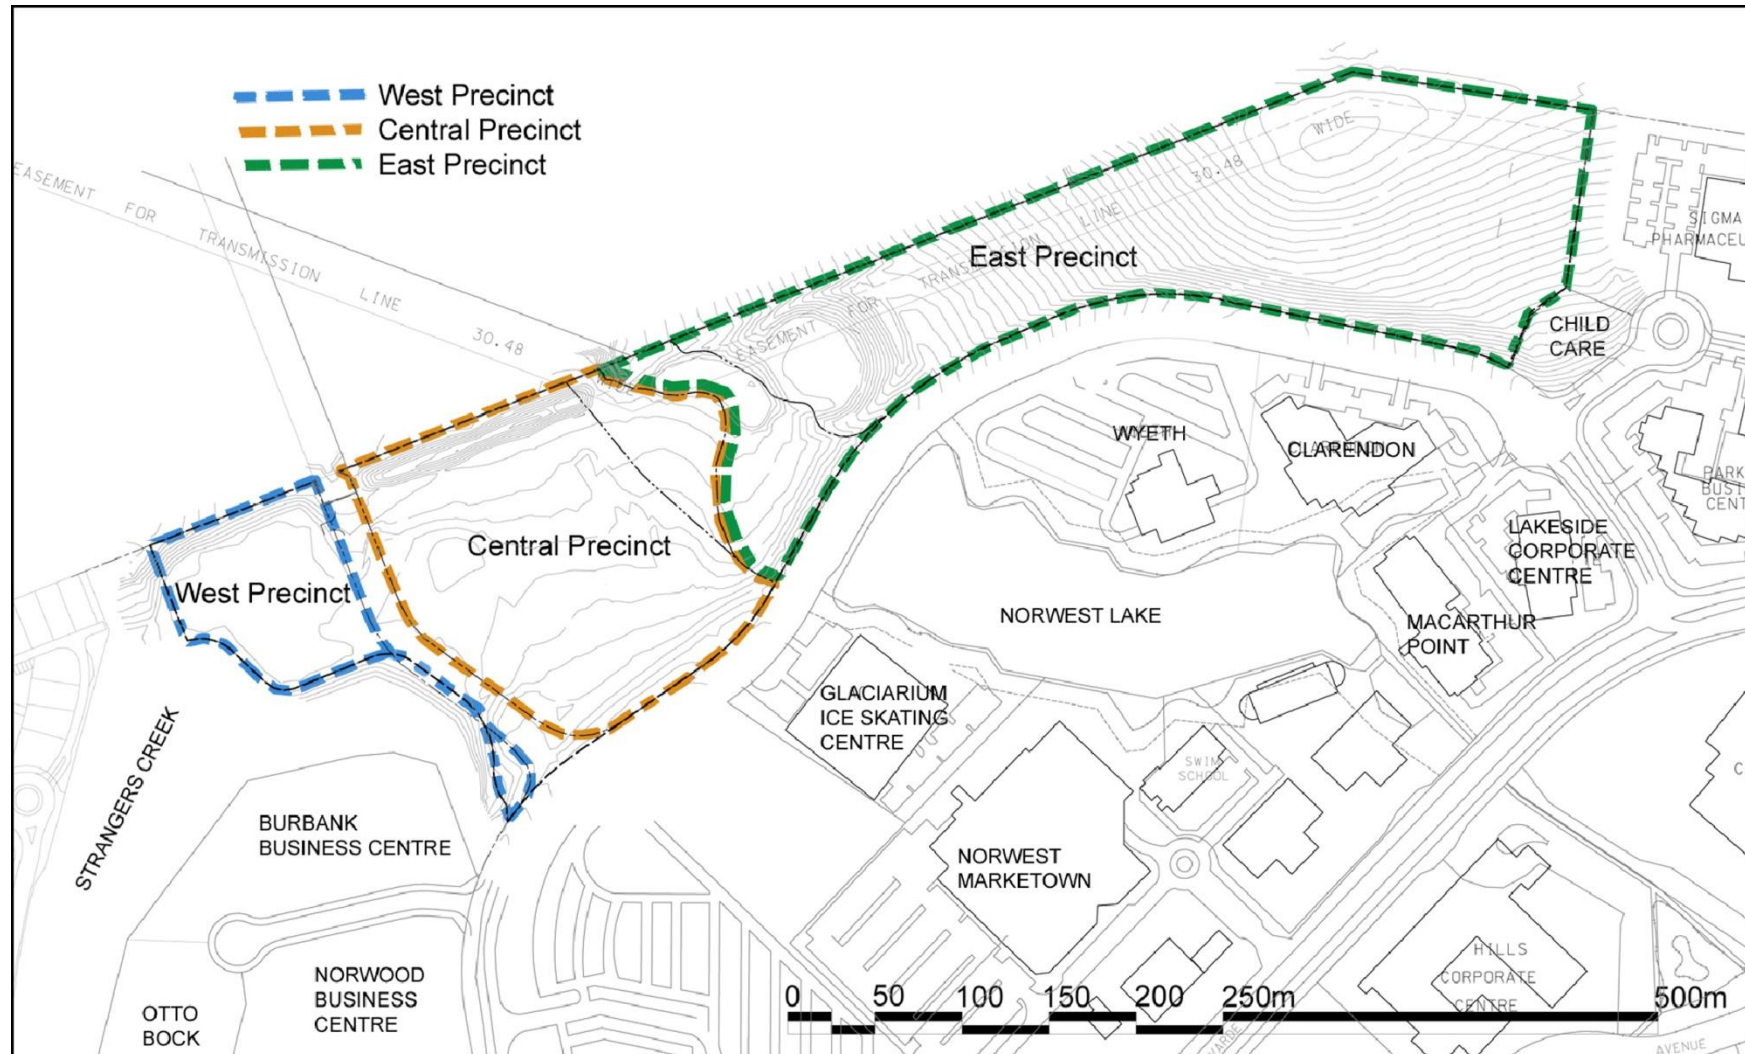 West Precinct
Central Precinct
East Precinct
EASEMENT FOR TRANSMISSION LINE 30.48
WIDE
30.48
LINE
TRANSMISSION
FOR
EASEMENT
East Precinct
SIGMA
CHILD
CARE
WYETH
CLARENDON
Central Precinct
West Precinct
LAKESIDE
CORPORATE
CENTRE
NORWEST LAKE
MACARTHUR
POINT
GLACIARIUM
ICE SKATING
CENTRE
SWIM
SCHOOL
STRANGERS CREEK
BURBANK
BUSINESS CENTRE
NORWEST
MARKETOWN
NORWOOD
BUSINESS
CENTRE
OTTO
BOCK
HILLS
CORPORATE
CENTRE
0 50 100 150 200 250m 500m
AVENUE